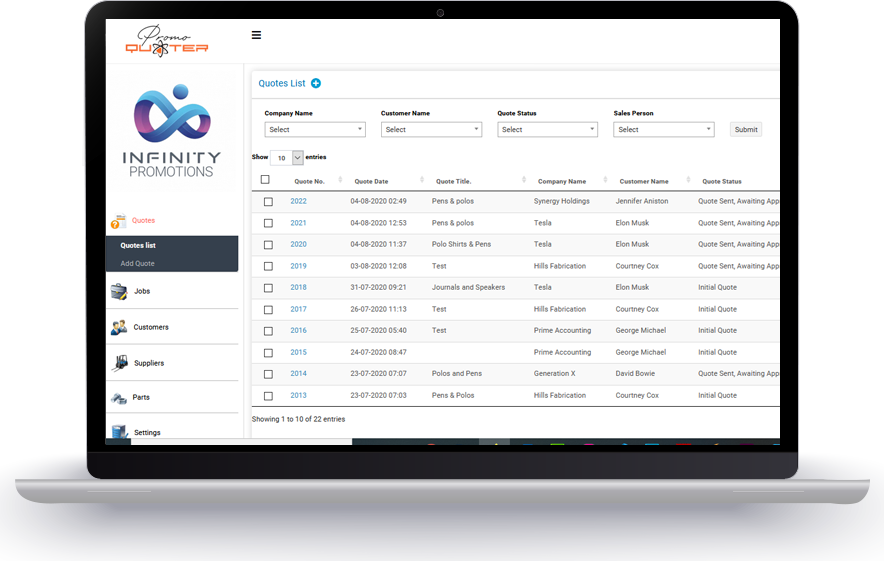 Promo
QUOTER
INFINITY
PROMOTIONS
Quotes
Quotes list
Add Quote
Jobs
Customers
Suppliers
Parts
Settings
Quotes List
Company Name Customer Name Quote Status Sales Person
Select Select Select Select Submit
Show 10 entries
Quote No. Quote Date Quote Title. Company Name Customer Name Quote Status
2022 04-08-2020 02:49 Pens & polos Synergy Holdings Jennifer Aniston Quote Sent, Awaiting App
2021 04-08-2020 12:53 Pens & polos Tesla Elon Musk Quote Sent, Awaiting App
2020 04-08-2020 11:37 Polo Shirts & Pens Tesla Elon Musk Quote Sent, Awaiting App
2019 03-08-2020 12:08 Test Hills Fabrication Courtney Cox Quote Sent, Awaiting App
2018 31-07-2020 09:21 Journals and Speakers Tesla Elon Musk Initial Quote
2017 26-07-2020 11:13 Test Hills Fabrication Courtney Cox Initial Quote
2016 25-07-2020 05:40 Test Prime Accounting George Michael Initial Quote
2015 24-07-2020 08:47 Prime Accounting George Michael Initial Quote
2014 23-07-2020 07:07 Polos and Pens Generation X David Bowie Quote Sent, Awaiting App
2013 23-07-2020 07:03 Pens & Polos Hills Fabrication Courtney Cox Initial Quote
Showing 1 to 10 of 22 entries